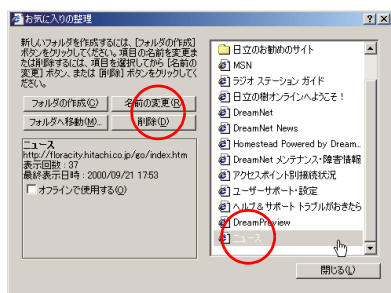 お気に入りの整理
新しいフォルダを作成するには、[フォルダの作成]
ボタンをクリックしてください。項目の名前を変更ま
たは削除するには、項目を選択してから [名前の
変更] ボタン、または [削除] ボタンをクリックしてく
ださい。
フォルダの作成(C)
名前の変更(R)
フォルダへ移動(M)...
削除(D)
ニュース
http://floracity.hitachi.co.jp/go/index.htm
表示回数 : 37
最終表示日時 : 2000/09/21 17:53
オフラインで使用する(O)
日立のお勧めのサイト
MSN
ラジオ ステーション ガイド
日立の樹オンラインへようこそ!
DreamNet
DreamNet News
Homestead Powered by Dream...
DreamNet メンテナンス・障害情報
アクセスポイント別接続状況
ユーザーサポート・設定
ヘルプ&サポート トラブルがおきたら
DreamPreview
ニュース
閉じる(L)